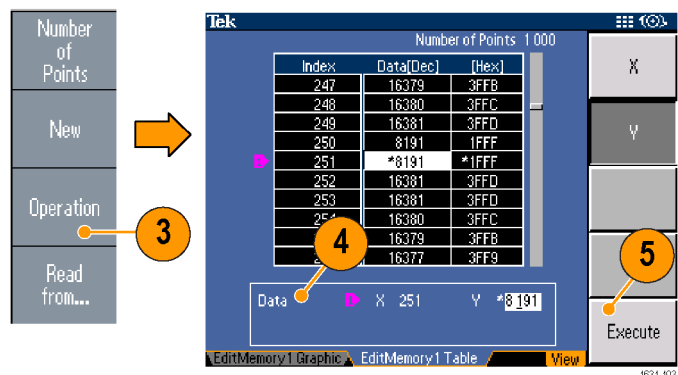 Number
of
Points
New
Operation
3
Read
from...
Tek
Number of Points 1 000
Index Data[Dec] [Hex]
247 16379 3FFB
248 16380 3FFC
249 16381 3FFD
250 8191 1FFF
251 *8191 *1FFF
252 16381 3FFD
253 16381 3FFD
16380 3FFC
16379 3FFB
16377 3FF9
4
Data X 251 Y *8191
EditMemory1 Graphic EditMemory1 Table View
X
Y
5
Execute